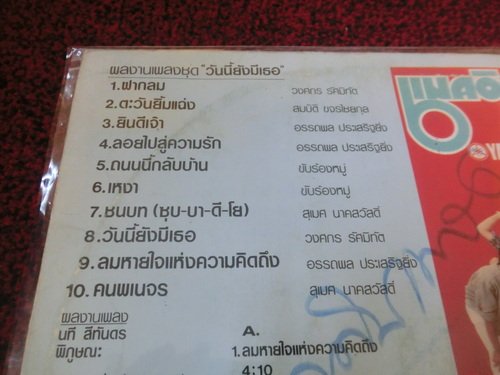 ผลงานเพลงชุด "วันนี้ยังมีเธอ"
1.ฝากลม วงศกร รัศมิทัต
2.ตะวันยิ้มแฉ่ง สมบัติ ขจรไชยกุล
3.ยินดีเจ้า อรรถพล ประเสริฐยิ่ง
4.ลอยไปสู่ความรัก อรรถพล ประเสริฐยิ่ง
5.ถนนนี้กลับบ้าน ขับร้องหมู่
6.เหงา ขับร้องหมู่
7.ชนบท (ซุบ-บา-ดี-โย) สุเมศ นาคสวัสดิ์
8.วันนี้ยังมีเธอ วงศกร รัศมิทัต
9.ลมหายใจแห่งความคิดถึง อรรถพล ประเสริฐยิ่ง
10.คนพเนจร สุเมศ นาคสวัสดิ์
ผลงานเพลง
นที สีทันดร A.
พิภูษณะ: 1.ลมหายใจแห่งความคิดถึง
4:10